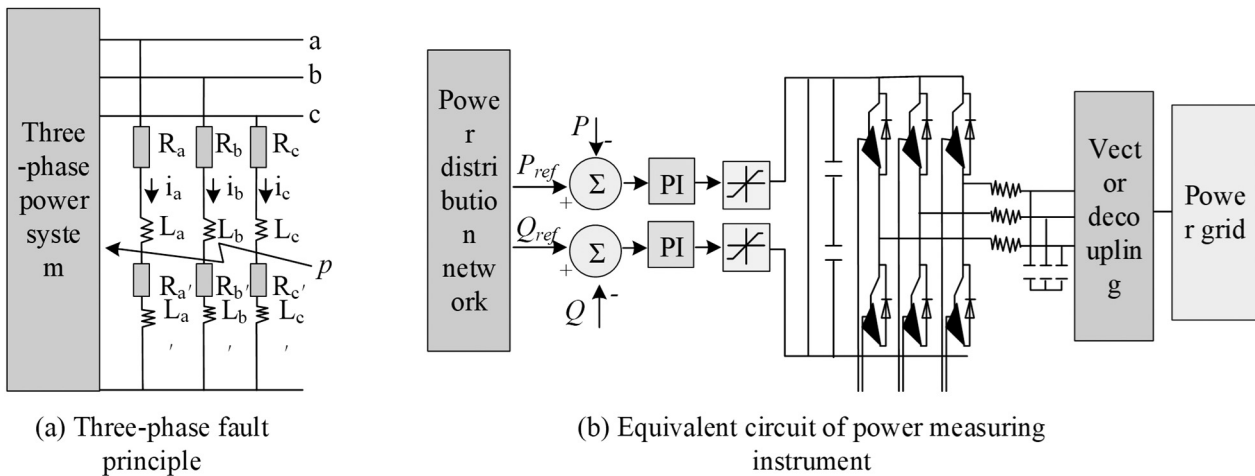 Three
-phase
power
syste
m
a
b
c
R_a
R_b
R_c
i_a
i_b
i_c
L_a
L_b
L_c
p
R_a'
R_b'
R_c'
L_a
L_b
L_c
' ' '
(a) Three-phase fault
principle
Powe
r
distri
butio
n
netw
ork
P
-
P_ref
+
Σ
PI
Q_ref
+
Σ
PI
Q
-
Vect
or
deco
uplin
g
Powe
r grid
(b) Equivalent circuit of power measuring
instrument